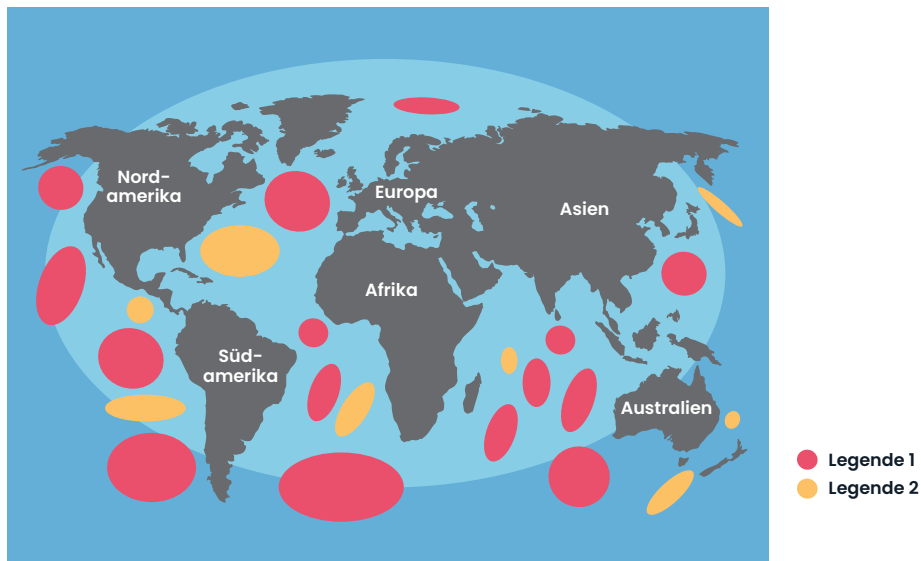 Nord-
amerika
Europa
Asien
Afrika
Süd-
amerika
Australien
Legende 1
Legende 2